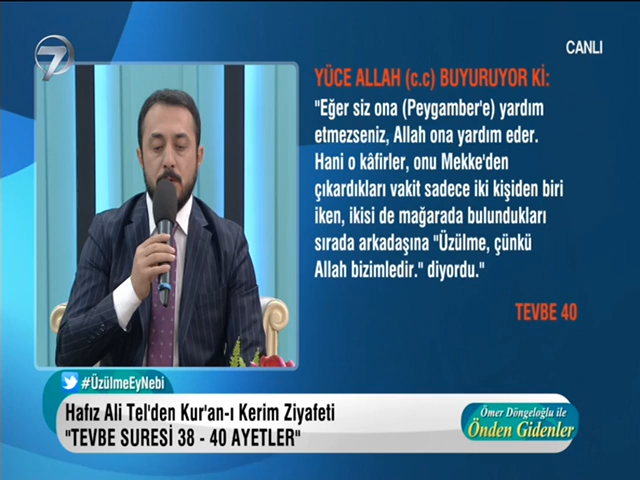 7
CANLI
YÜCE ALLAH (c.c) BUYURUYOR Kİ:
"Eğer siz ona (Peygamber'e) yardım
etmezseniz, Allah ona yardım eder.
Hani o kâfirler, onu Mekke'den
çıkardıkları vakit sadece iki kişiden biri
iken, ikisi de mağarada bulundukları
sırada arkadaşına "Üzülme, çünkü
Allah bizimledir." diyordu."
TEVBE 40
#ÜzülmeEyNebi
Hafız Ali Tel'den Kur'an-ı Kerim Ziyafeti
"TEVBE SURESİ 38 - 40 AYETLER"
Ömer Döngeloğlu ile
Önden Gidenler